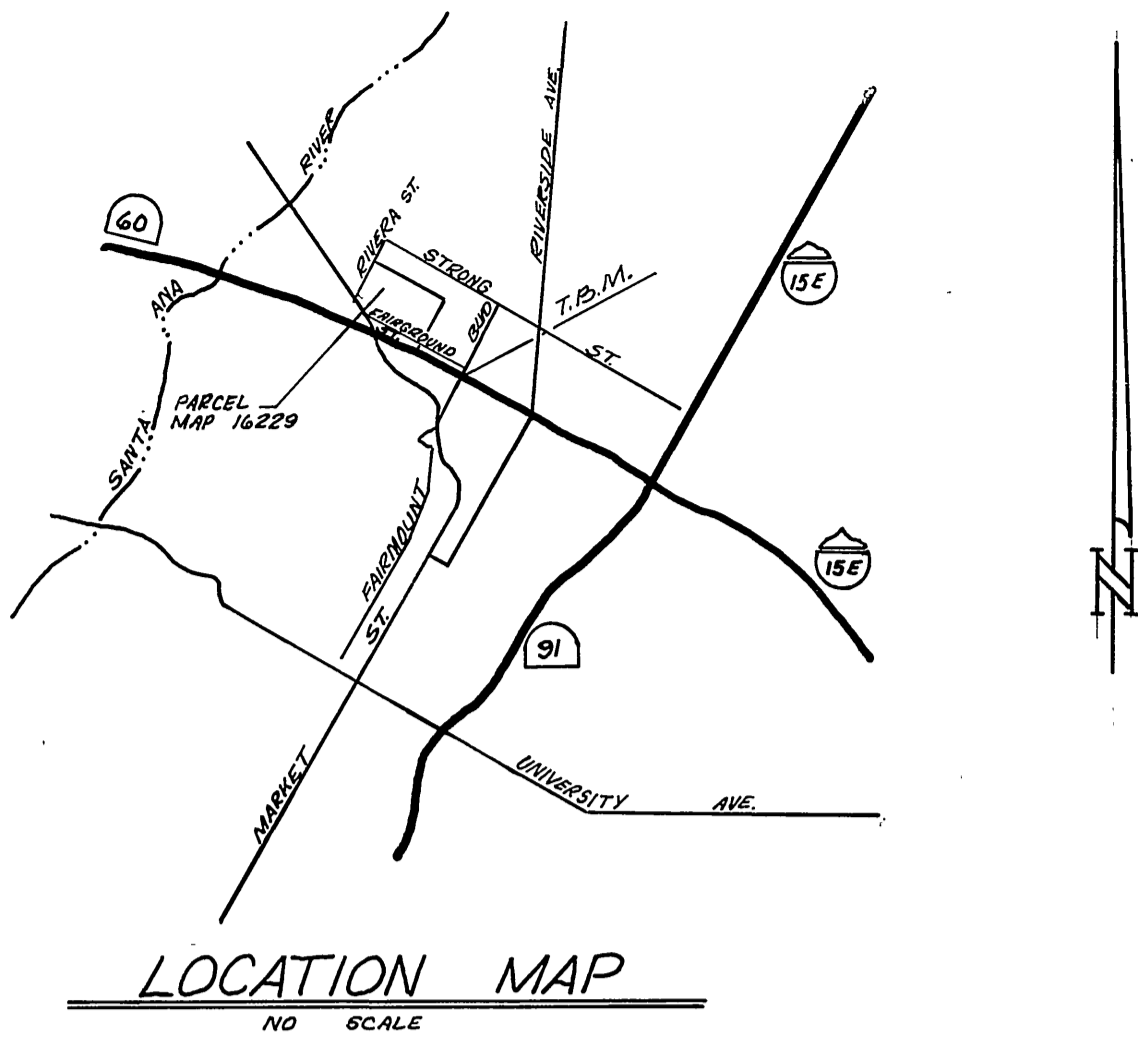 RIVER
RIVERSIDE AVE.
60
RIVERA ST.
STRONG
ST.
T.B.M.
15E
ANA
FAIRGROUND
ST.
BLVD
PARCEL
MAP 16229
SANTA
FAIRMOUNT
15E
N
ST.
91
MARKET
UNIVERSITY AVE.
LOCATION MAP
NO SCALE